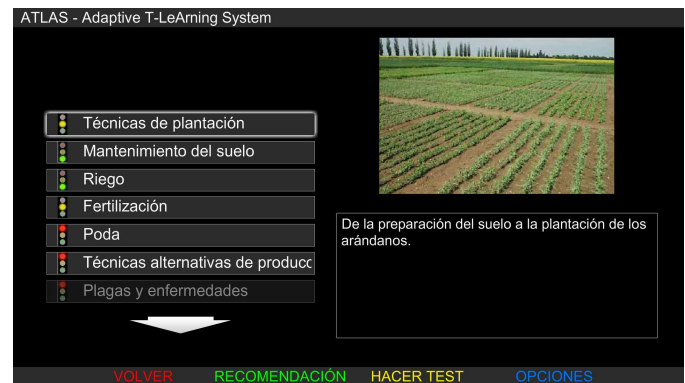 ATLAS - Adaptive T-LeArning System
Técnicas de plantación
Mantenimiento del suelo
Riego
Fertilización
Poda
Técnicas alternativas de producc
Plagas y enfermedades
De la preparación del suelo a la plantación de los
arándanos.
VOLVER RECOMENDACIÓN HACER TEST OPCIONES